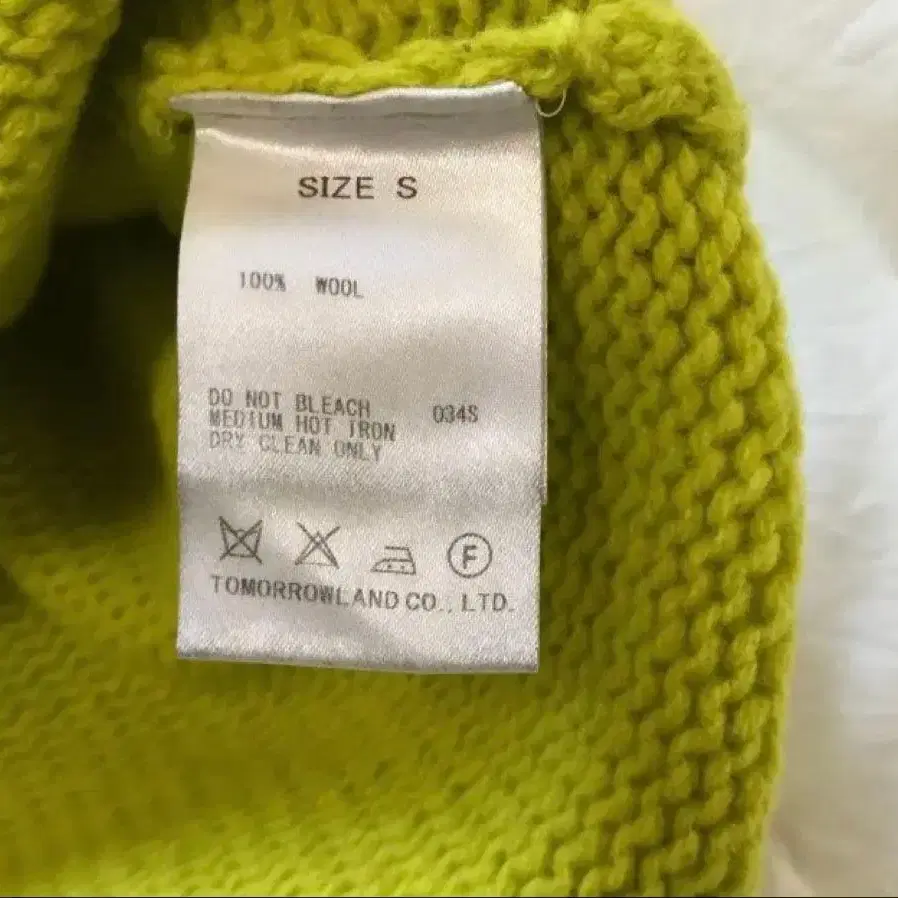 SIZE S
100% WOOL
DO NOT BLEACH 034S
MEDIUM HOT IRON
DRY CLEAN ONLY
F
TOMORROWLAND CO., LTD.